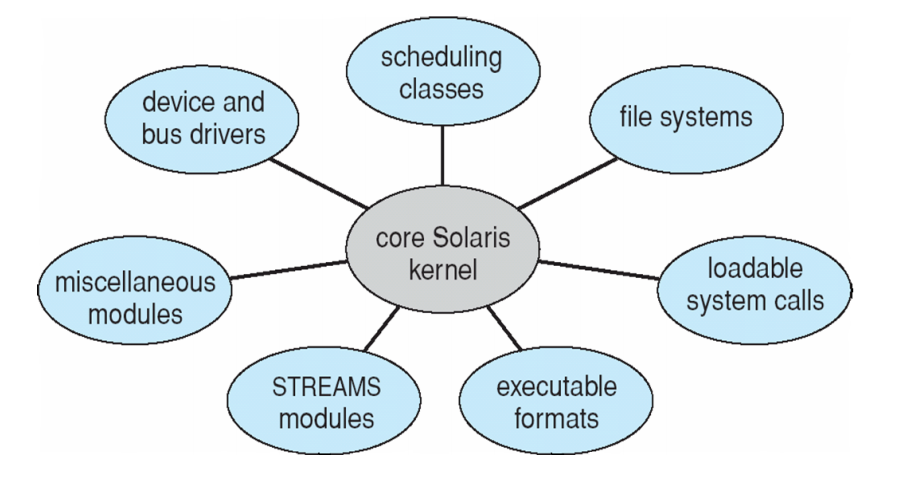 scheduling
classes
device and
bus drivers
file systems
core Solaris
kernel
miscellaneous
modules
loadable
system calls
STREAMS
modules
executable
formats